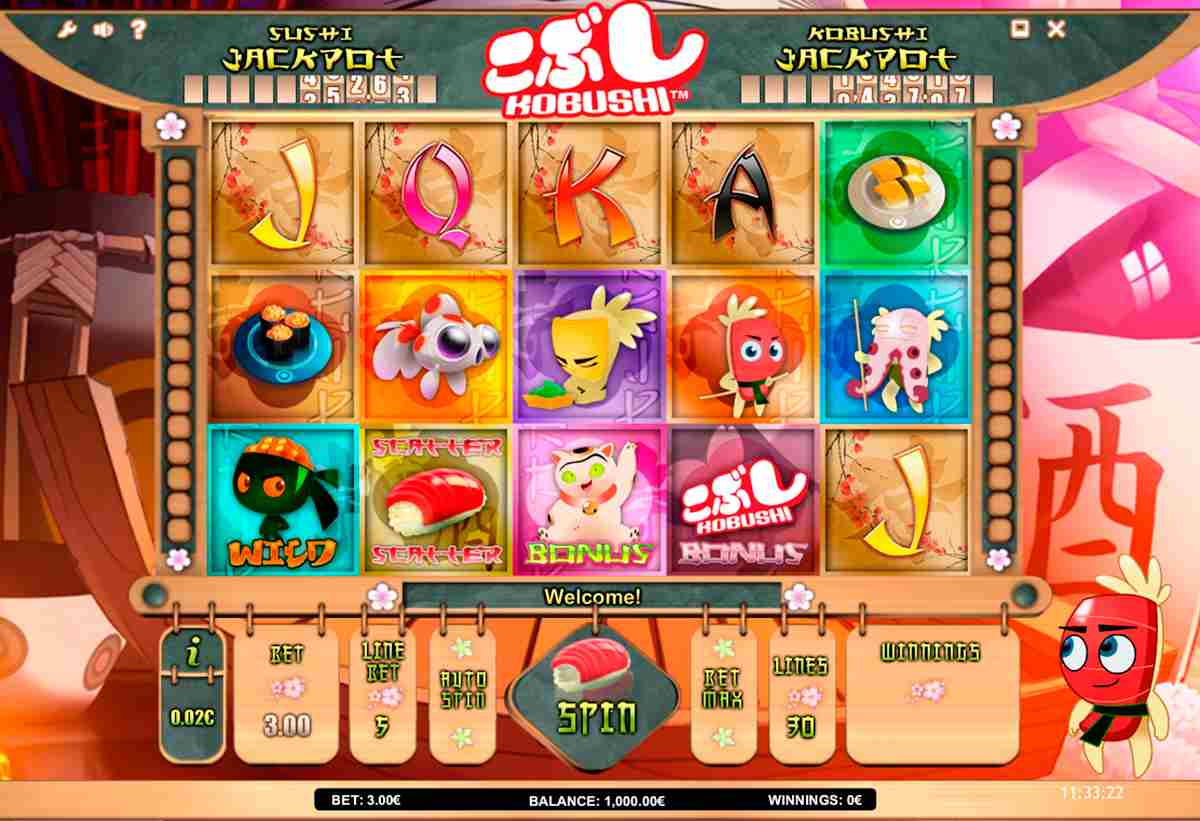 ?
SUSHI
JACKPOT
こぶし
KOBUSHI™
KOBUSHI
JACKPOT
J
Q
K
A
WILD
SCATTER
SCATTER
BONUS
こぶし
KOBUSHI
BONUS
J
酒
Welcome!
i
0.02€
BET
3.00
LINE
BET
5
AUTO
SPIN
SPIN
BET
MAX
LINES
30
WINNINGS
BET: 3.00€
BALANCE: 1,000.00€
WINNINGS: 0€
11:33:22